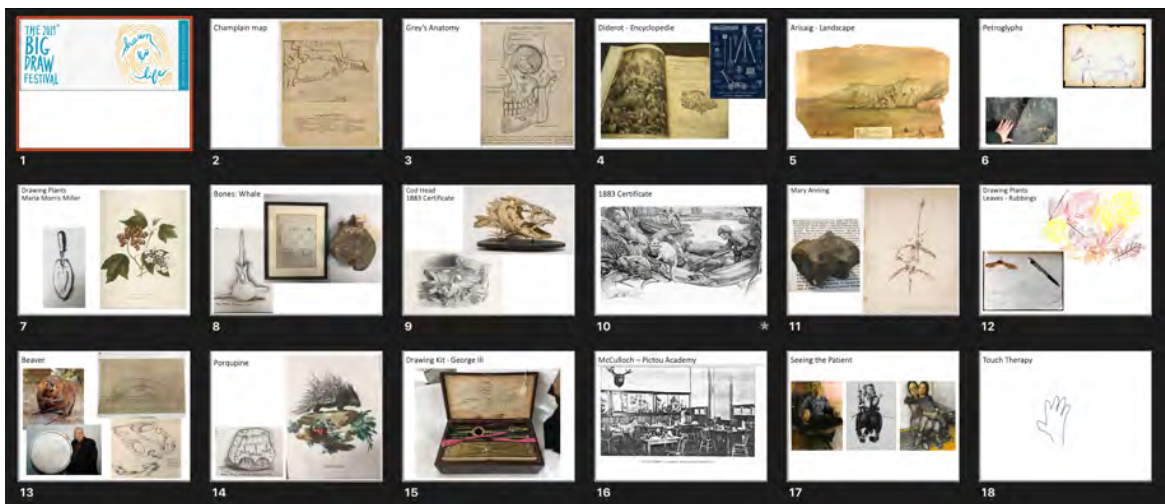 THE 2019
BIG
DRAW
FESTIVAL
drawn
to
life
1
Champlain map
2
Grey's Anatomy
3
Diderot - Encyclopedie
4
Arisaig - Landscape
5
Petroglyphs
6
Drawing Plants
Maria Morris Miller
7
Bones: Whale
8
Cod Head
1883 Certificate
9
1883 Certificate
10
Mary Anning
11
Drawing Plants
Leaves - Rubbings
12
Beaver
13
Porqupine
14
Drawing Kit - George III
15
McCulloch – Pictou Academy
16
Seeing the Patient
17
Touch Therapy
18